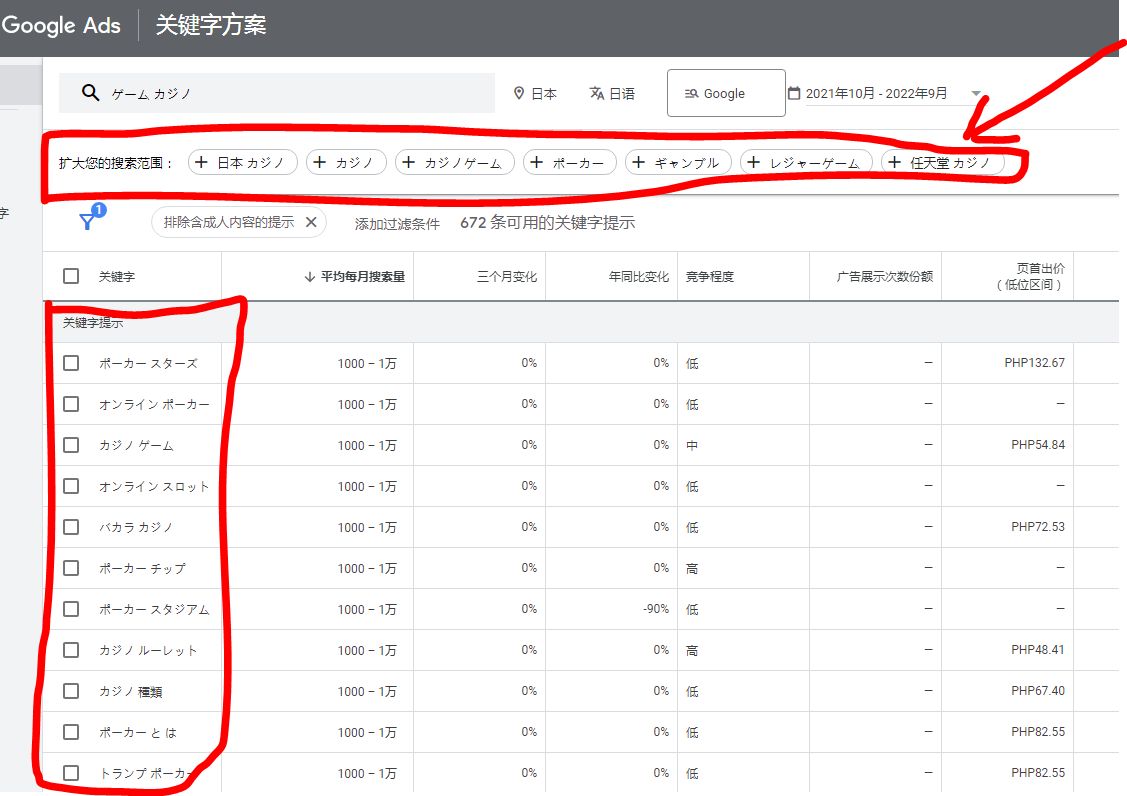 Google Ads 关键字方案
ゲーム カジノ 日本 日语 Google 2021年10月 - 2022年9月
扩大您的搜索范围： 日本 カジノ カジノ カジノゲーム ポーカー ギャンブル レジャーゲーム 任天堂 カジノ
字
1 排除含成人内容的提示 添加过滤条件 672 条可用的关键字提示
关键字 平均每月搜索量 三个月变化 年同比变化 竞争程度 广告展示次数份额 页首出价
（低位区间）
关键字提示
ポーカー スターズ 1000 – 1万 0% 0% 低 – PHP132.67
オンライン ポーカー 1000 – 1万 0% 0% 低 – –
カジノ ゲーム 1000 – 1万 0% 0% 中 – PHP54.84
オンライン スロット 1000 – 1万 0% 0% 低 – –
バカラ カジノ 1000 – 1万 0% 0% 低 – PHP72.53
ポーカー チップ 1000 – 1万 0% 0% 高 – –
ポーカー スタジアム 1000 – 1万 0% -90% 低 – –
カジノ ルーレット 1000 – 1万 0% 0% 高 – PHP48.41
カジノ 種類 1000 – 1万 0% 0% 低 – PHP67.40
ポーカー と は 1000 – 1万 0% 0% 低 – PHP82.55
トランプ ポーカー 1000 – 1万 0% 0% 低 – PHP82.55